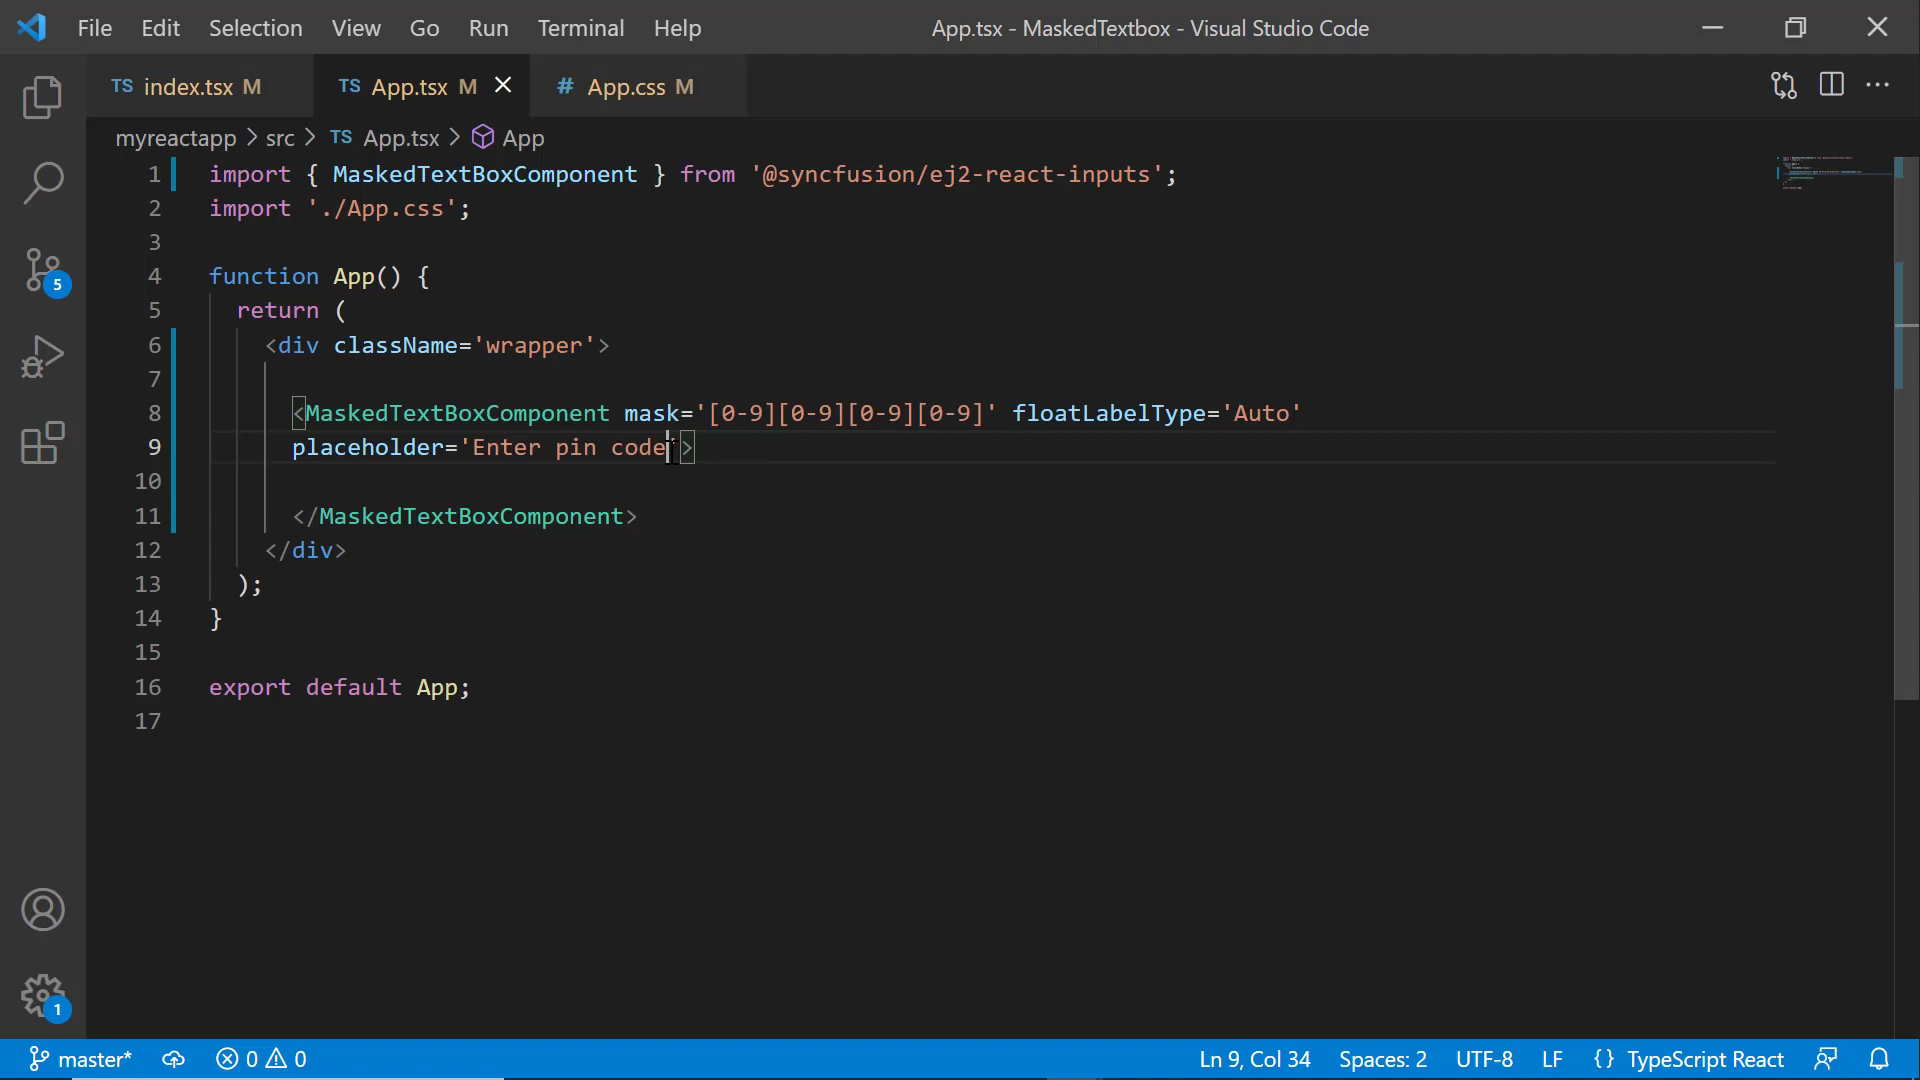 File Edit Selection View Go Run Terminal Help App.tsx - MaskedTextbox - Visual Studio Code
TS index.tsx M TS App.tsx M # App.css M
myreactapp > src > TS App.tsx > App
1 import { MaskedTextBoxComponent } from '@syncfusion/ej2-react-inputs';
2 import './App.css';
3
4 function App() {
5 return (
6 <div className='wrapper'>
7
8 <MaskedTextBoxComponent mask='[0-9][0-9][0-9][0-9]' floatLabelType='Auto'
9 placeholder='Enter pin code'>
10
11 </MaskedTextBoxComponent>
12 </div>
13 );
14 }
15
16 export default App;
17
5
1
master* 0 0 Ln 9, Col 34 Spaces: 2 UTF-8 LF {} TypeScript React